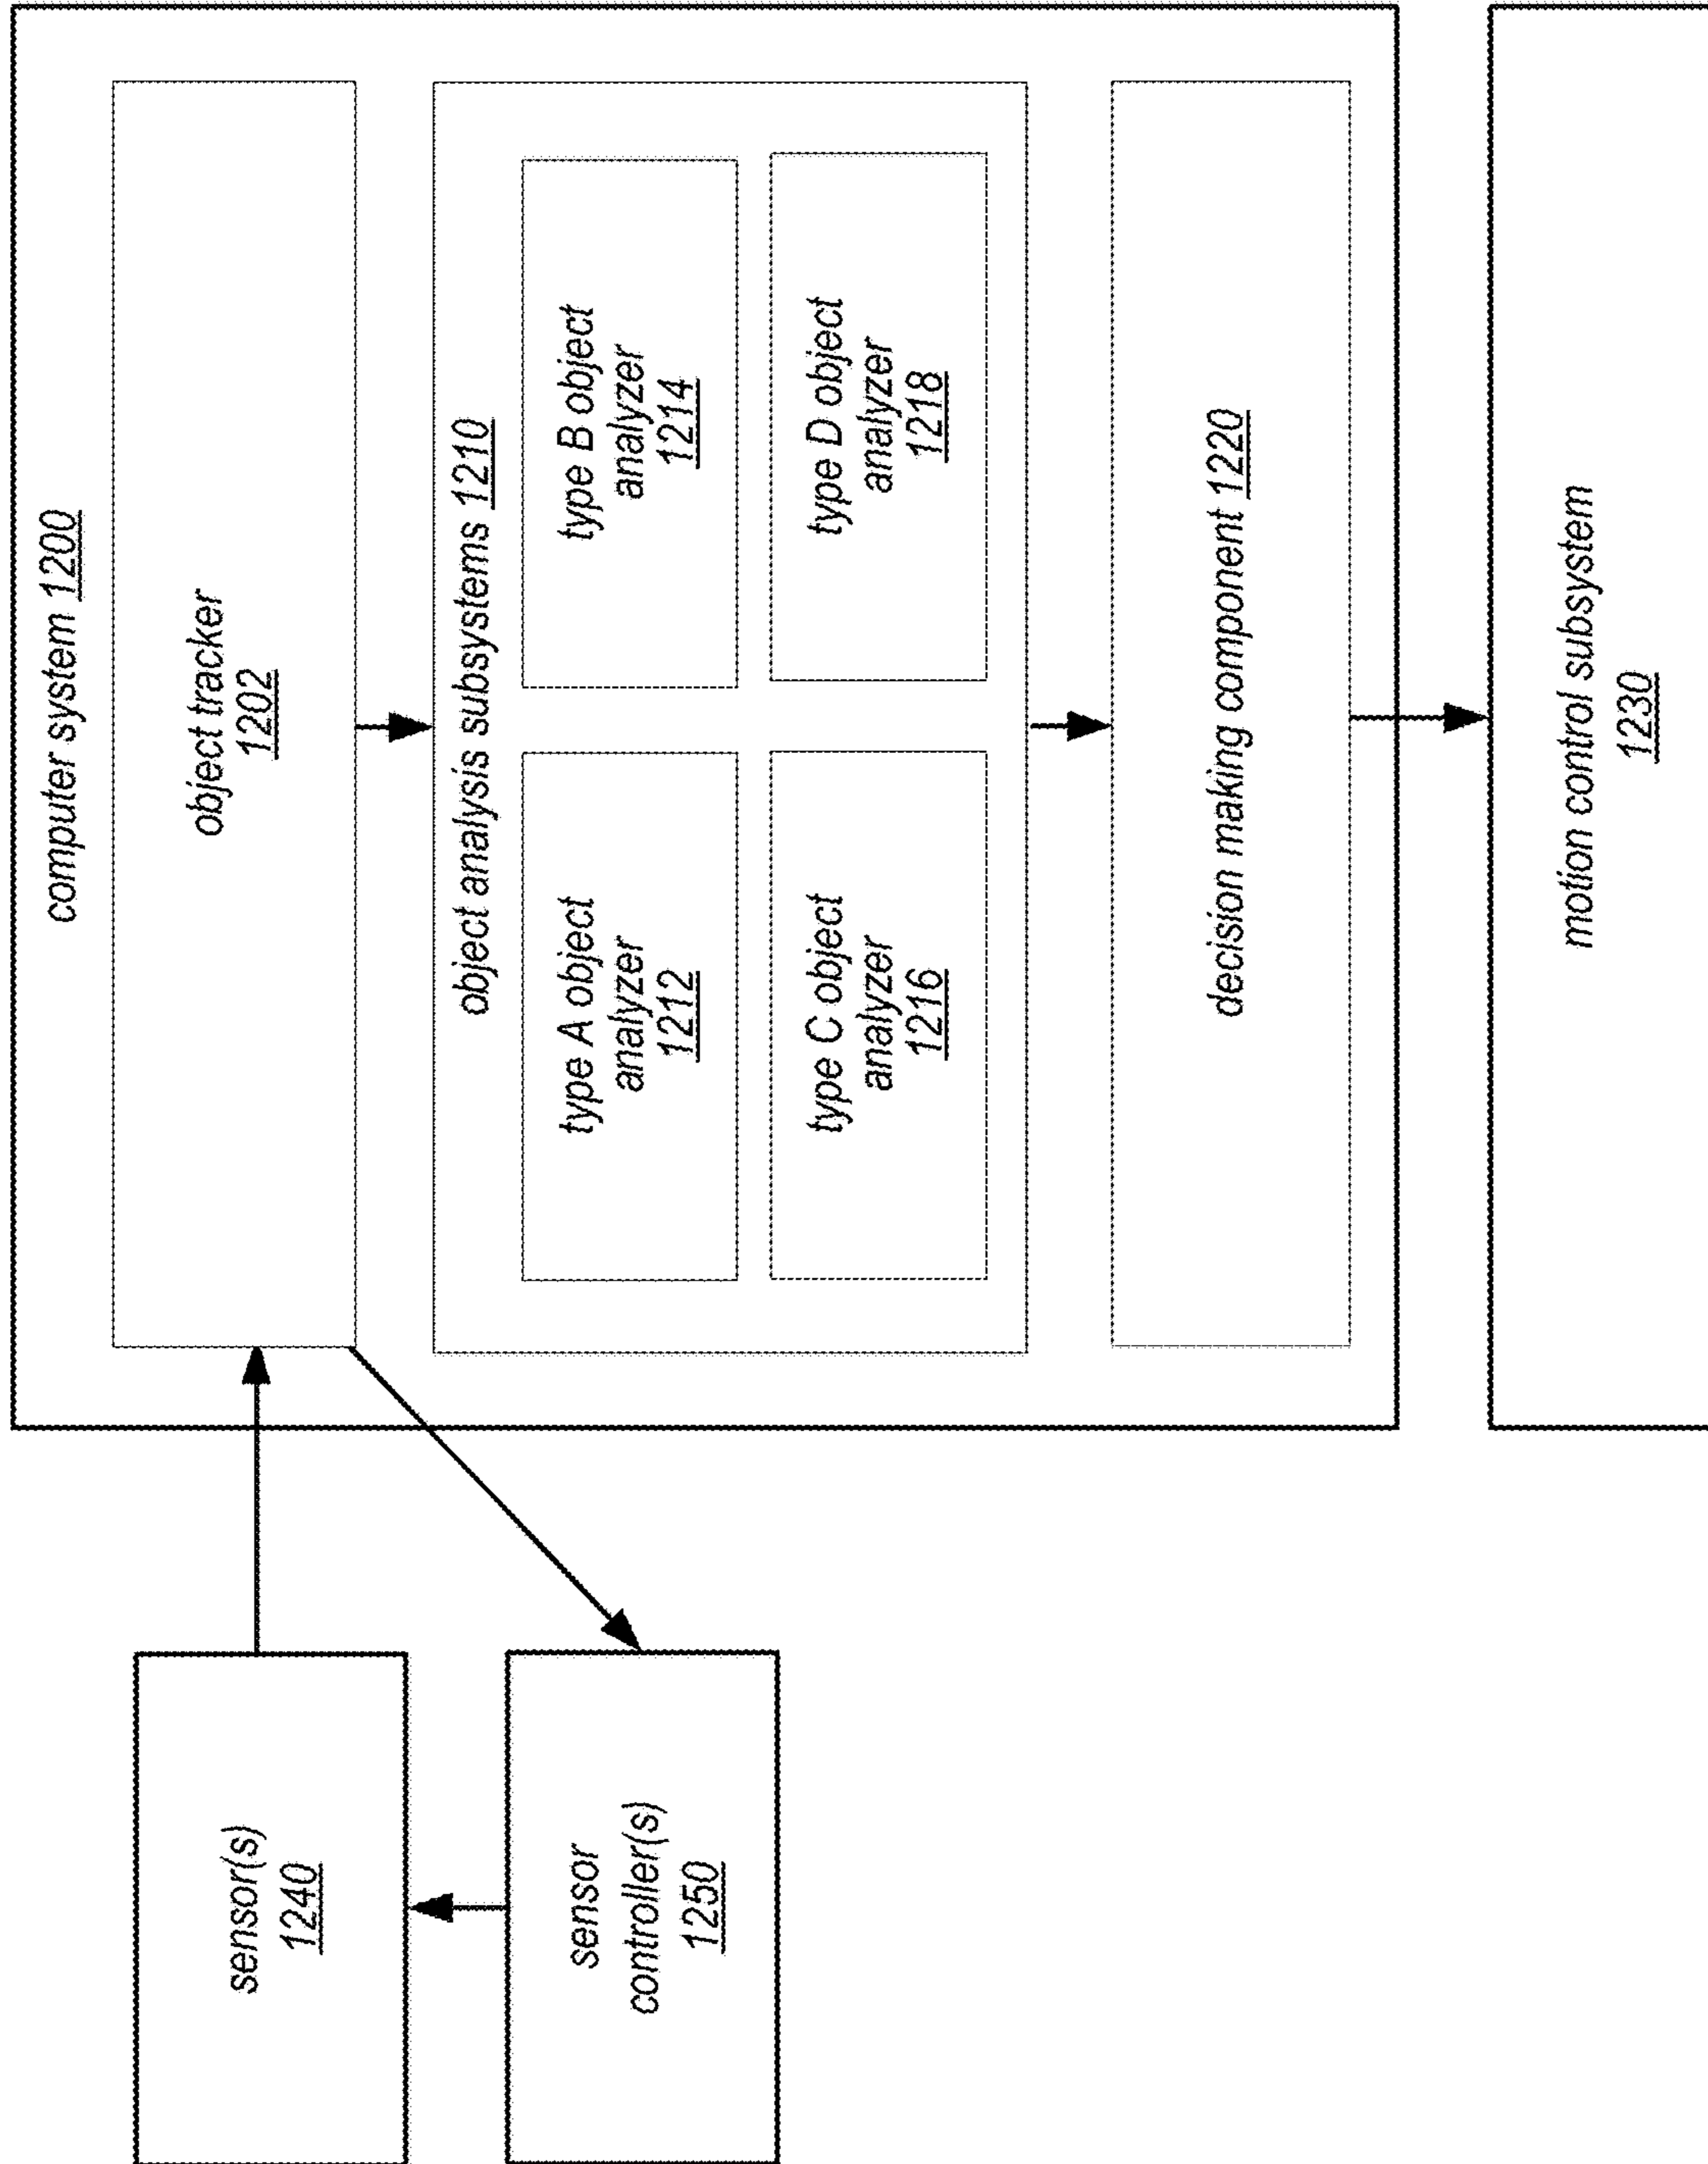 computer system 1200
object tracker
1202
object analysis subsystems 1210
type A object
analyzer
1212
type B object
analyzer
1214
type C object
analyzer
1216
type D object
analyzer
1218
decision making component 1220
motion control subsystem
1230
sensor(s)
1240
sensor
controller(s)
1250